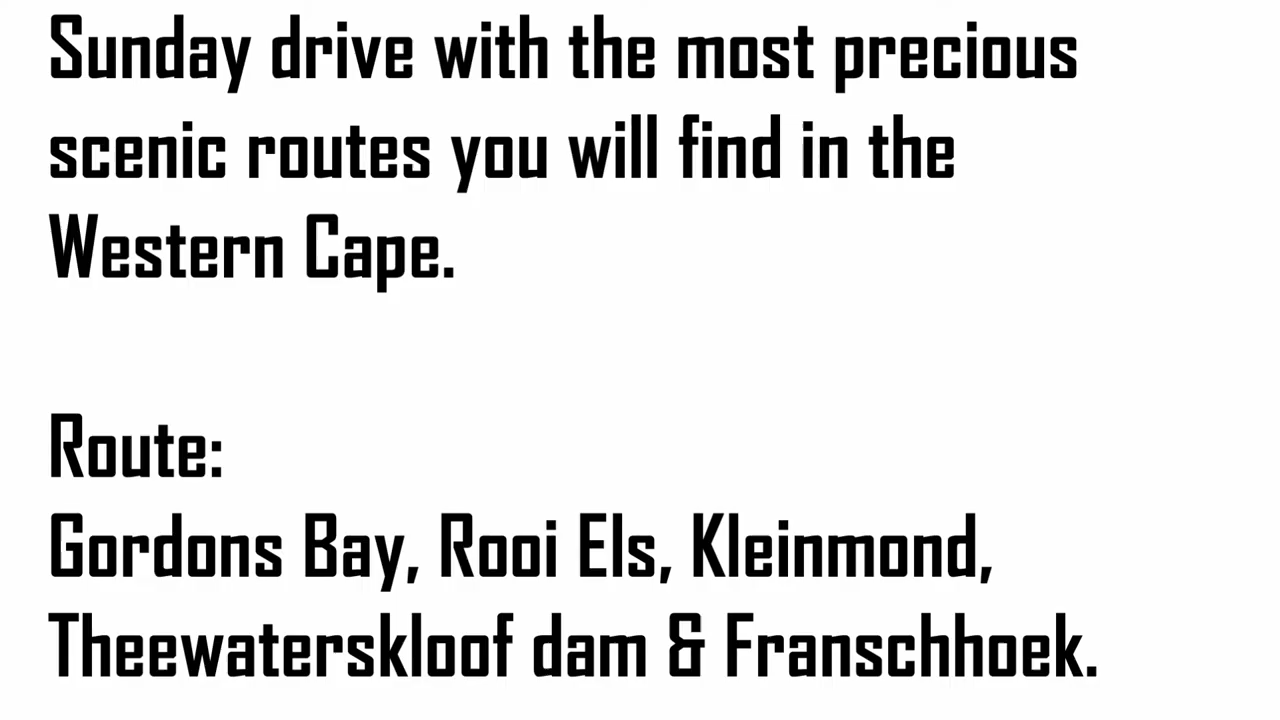 Sunday drive with the most precious
scenic routes you will find in the
Western Cape.
Route:
Gordons Bay, Rooi Els, Kleinmond,
Theewaterskloof dam & Franschhoek.